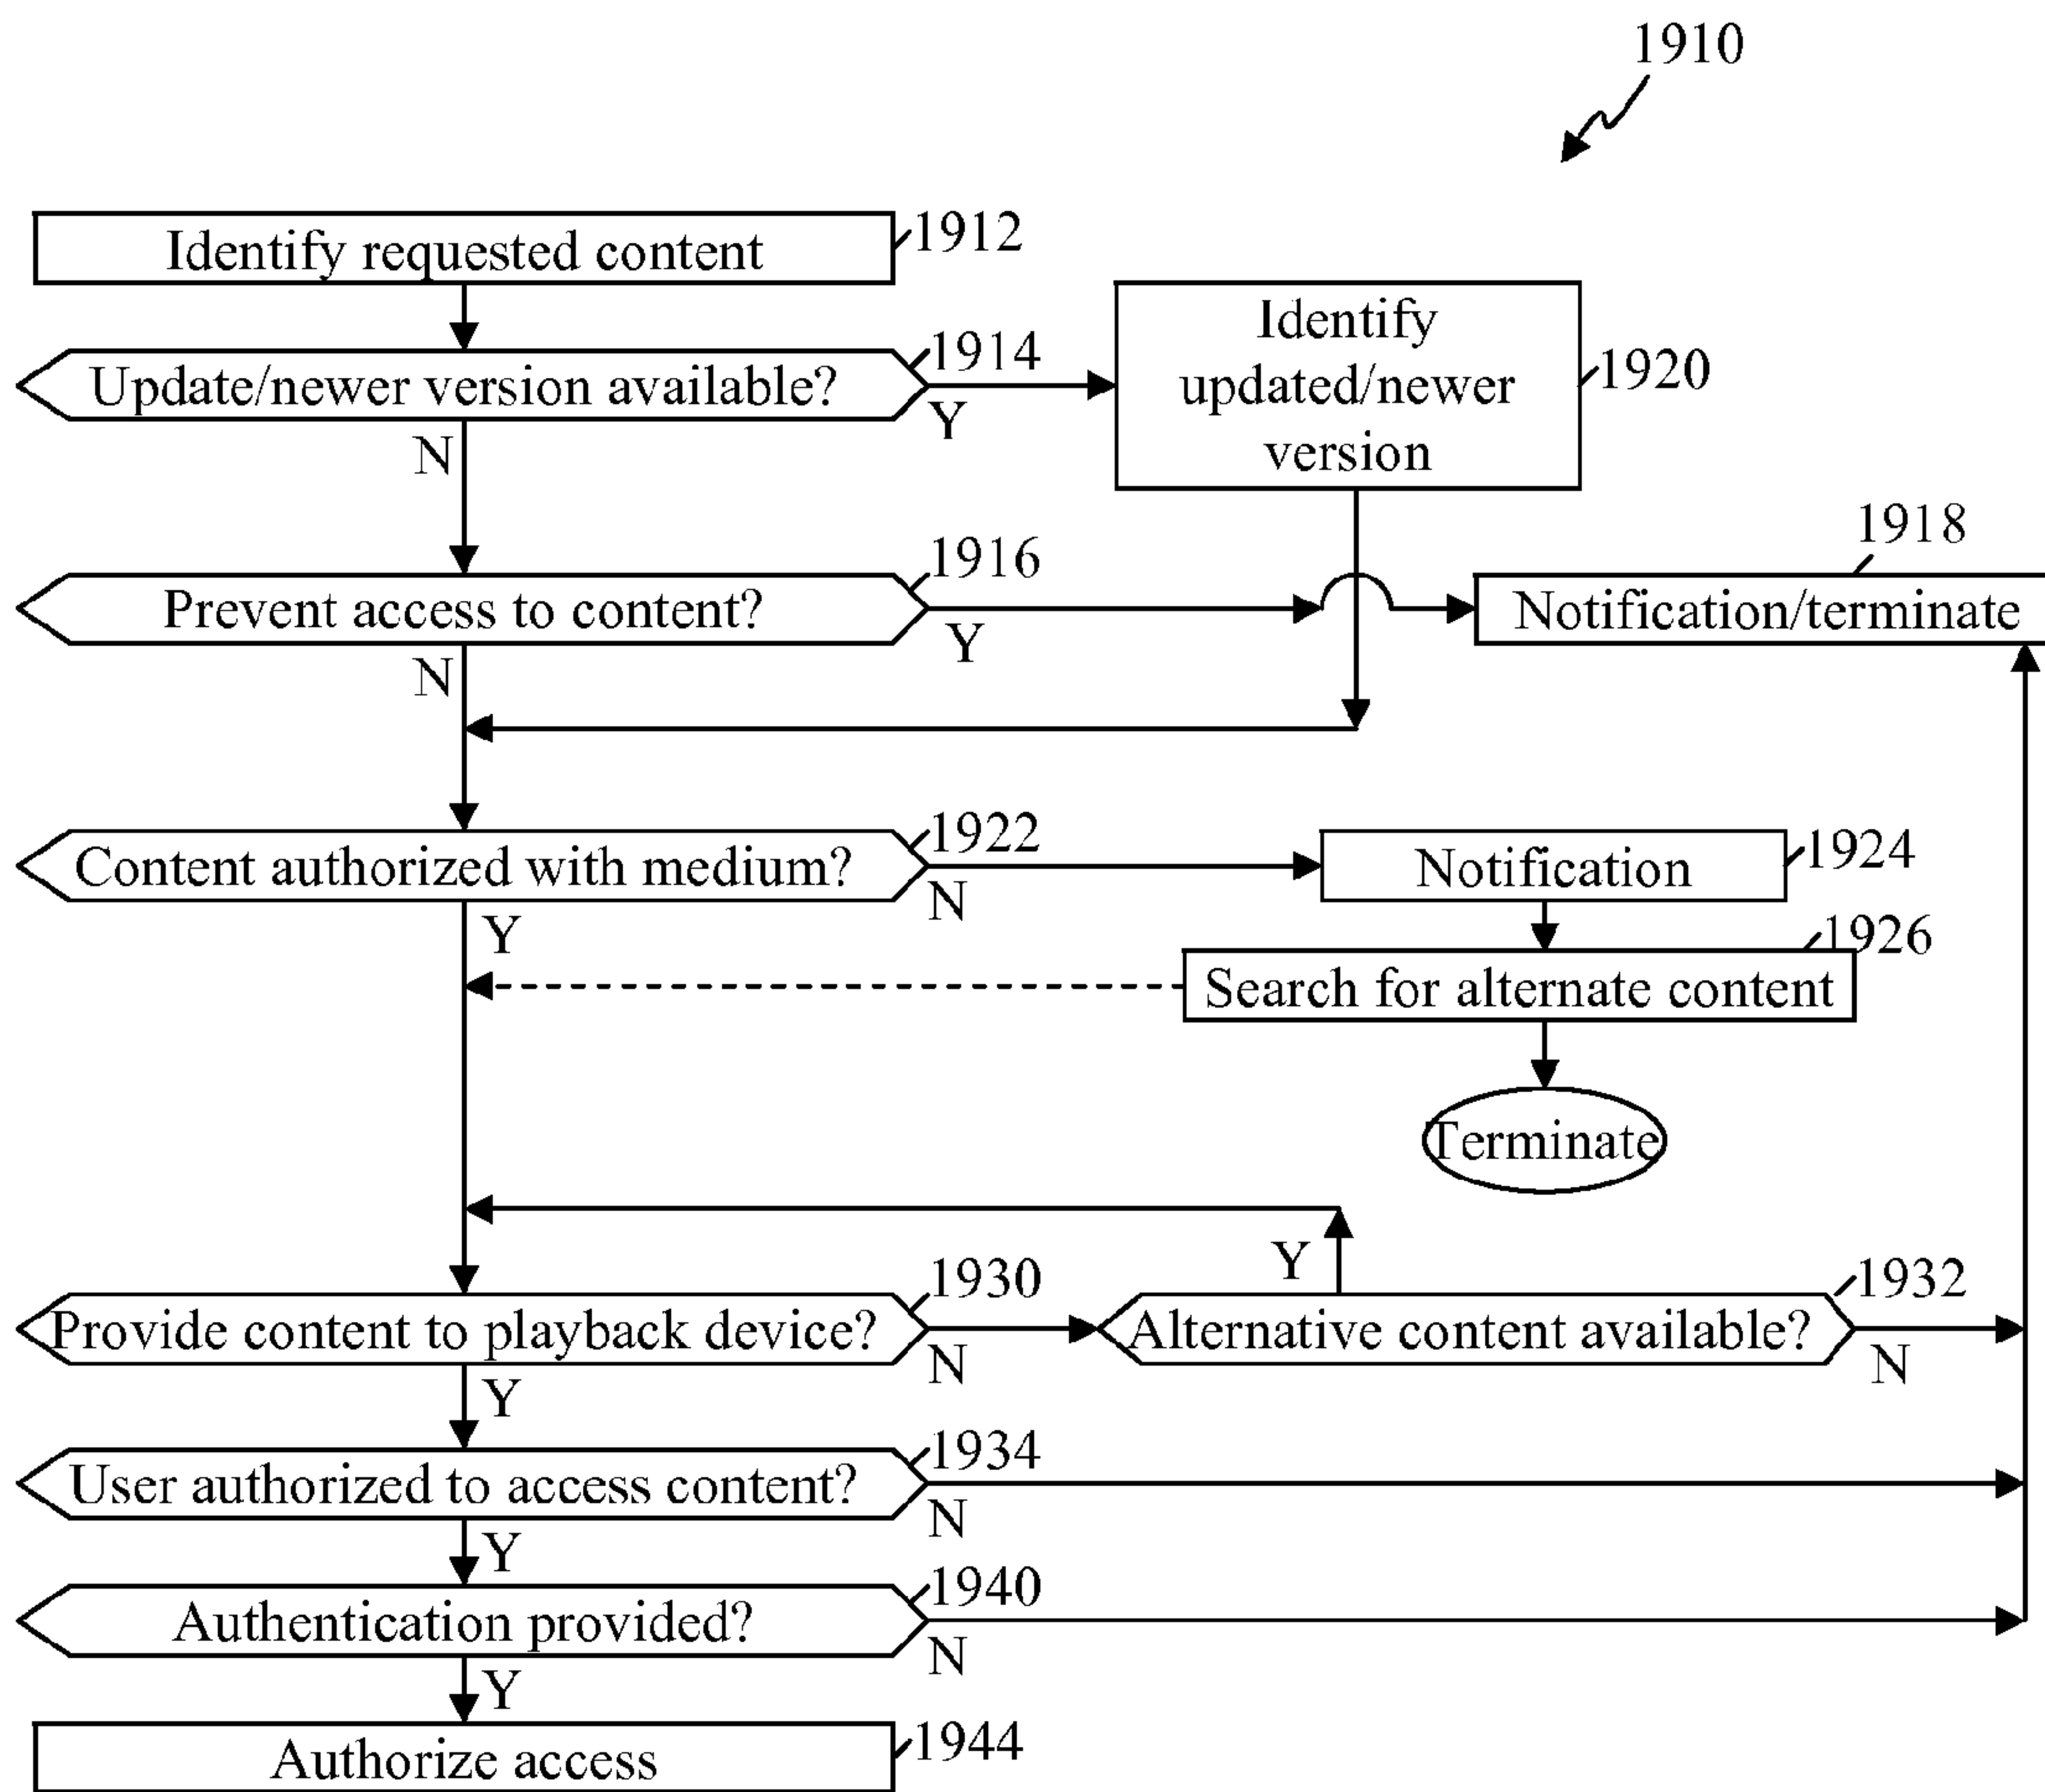 1910
Identify requested content
1912
Update/newer version available?
1914
Y
N
Identify
updated/newer
version
1920
Prevent access to content?
1916
Y
N
1918
Notification/terminate
Content authorized with medium?
1922
N
Y
Notification
1924
1926
Search for alternate content
Terminate
Provide content to playback device?
1930
N
Y
Y
Alternative content available?
1932
N
User authorized to access content?
1934
N
Y
Authentication provided?
1940
N
Y
Authorize access
1944